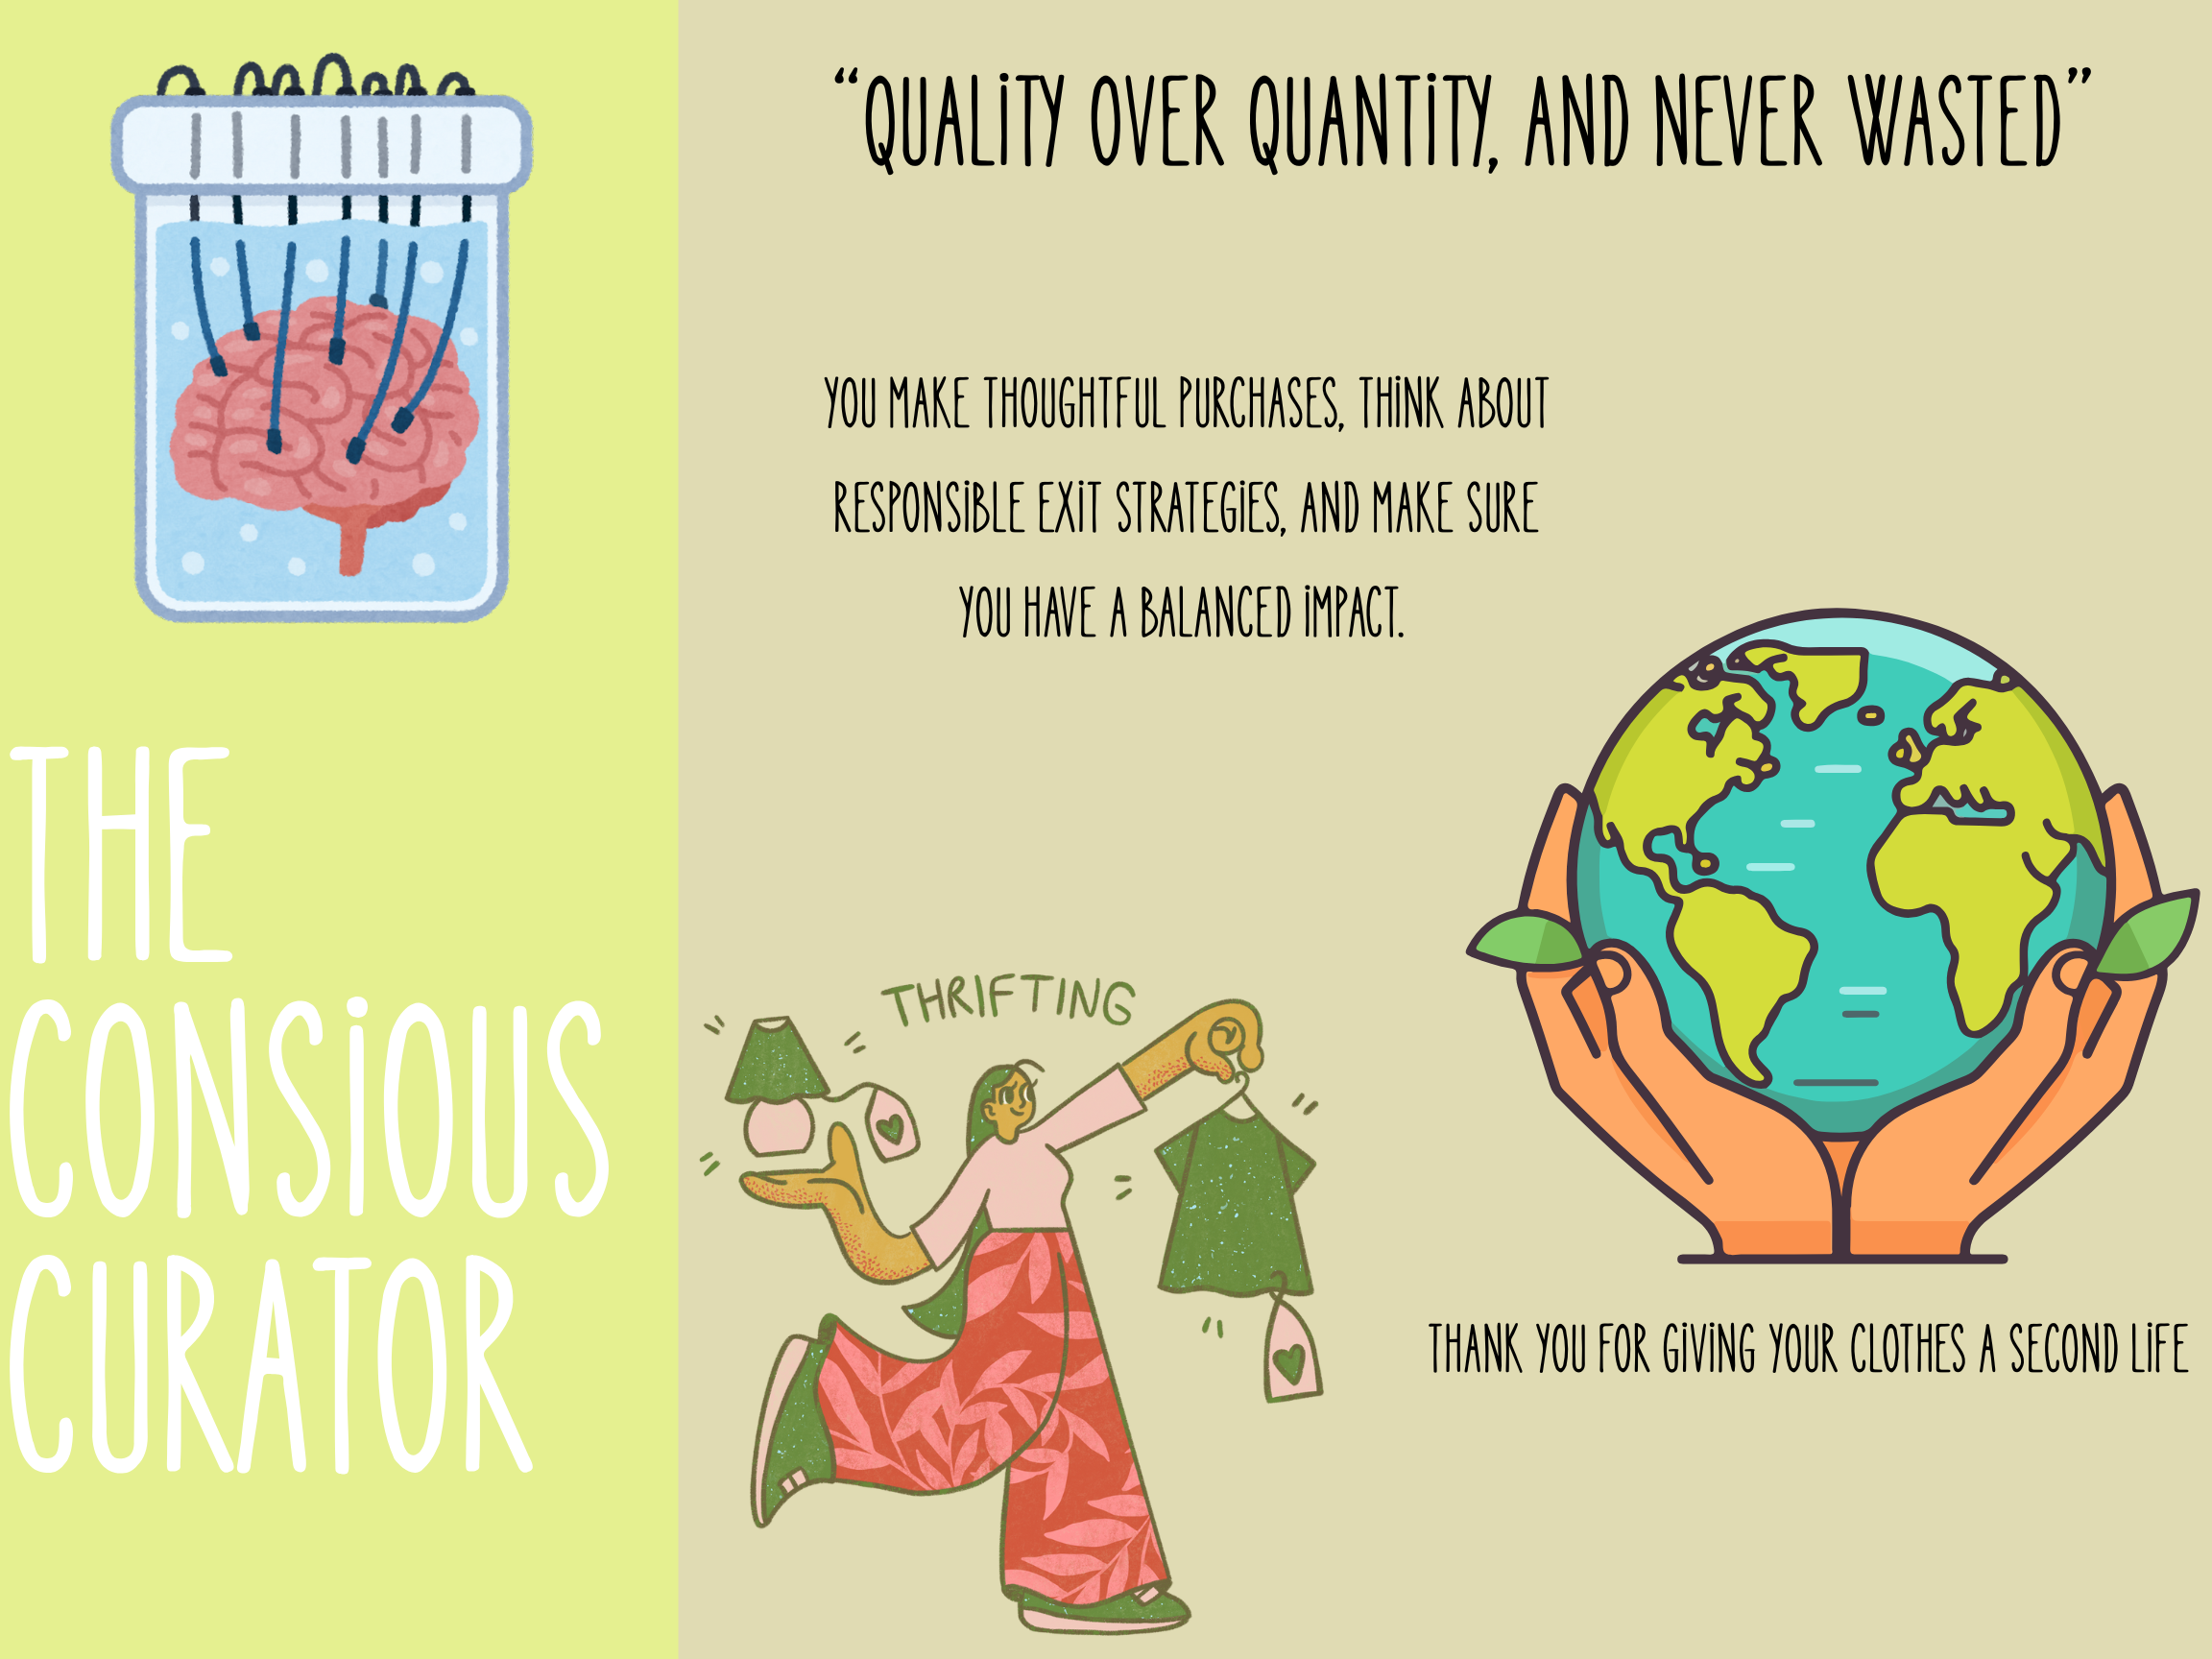 THE
CONSiOUS
CURATOR
“QUALiTY OVER QUANTiTY, AND NEVER WASTED”
YOU MAKE THOUGHTFUL PURCHASES, THiNK ABOUT
RESPONSiBLE EXiT STRATEGiES, AND MAKE SURE
YOU HAVE A BALANCED iMPACT.
THRIFTING
THANK YOU FOR GiViNG YOUR CLOTHES A SECOND LiFE